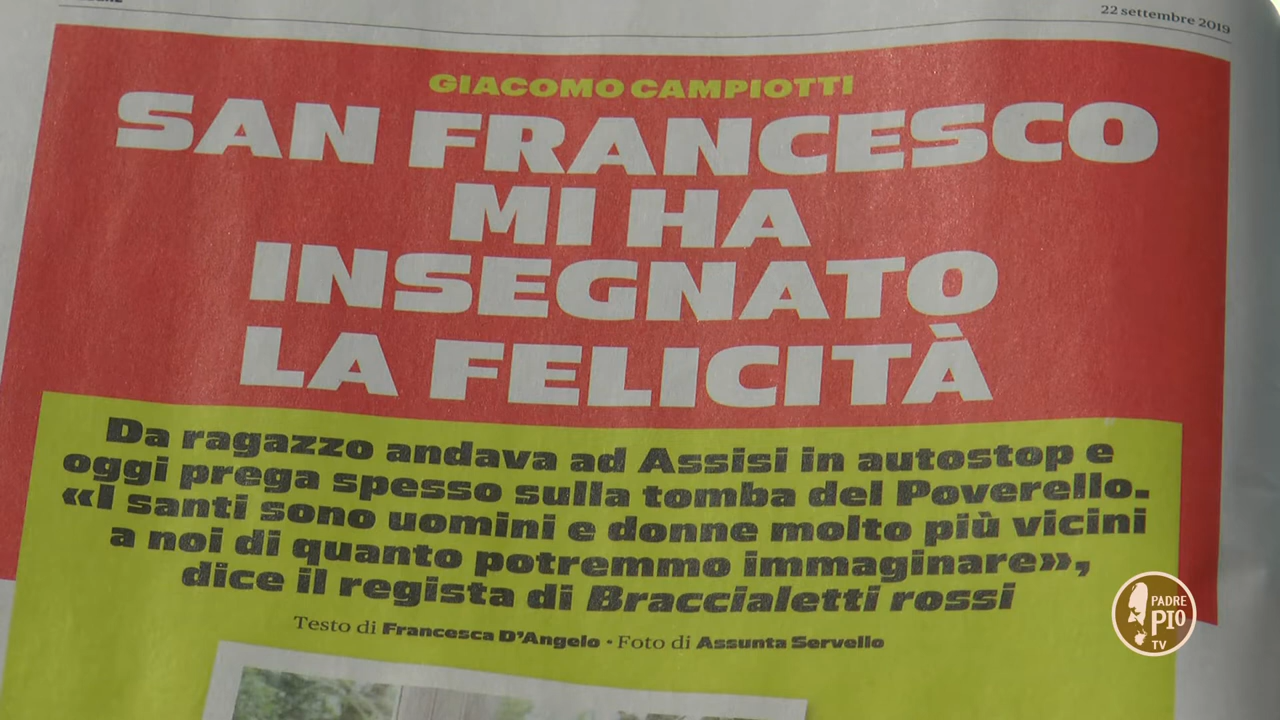 22 settembre 2019
GIACOMO CAMPIOTTI
SAN FRANCESCO
MI HA
INSEGNATO
LA FELICITÀ
Da ragazzo andava ad Assisi in autostop e
oggi prega spesso sulla tomba del Poverello.
«I santi sono uomini e donne molto più vicini
a noi di quanto potremmo immaginare»,
dice il regista di Braccialetti rossi
Testo di Francesca D'Angelo • Foto di Assunta Servello
PADRE
PIO
TV